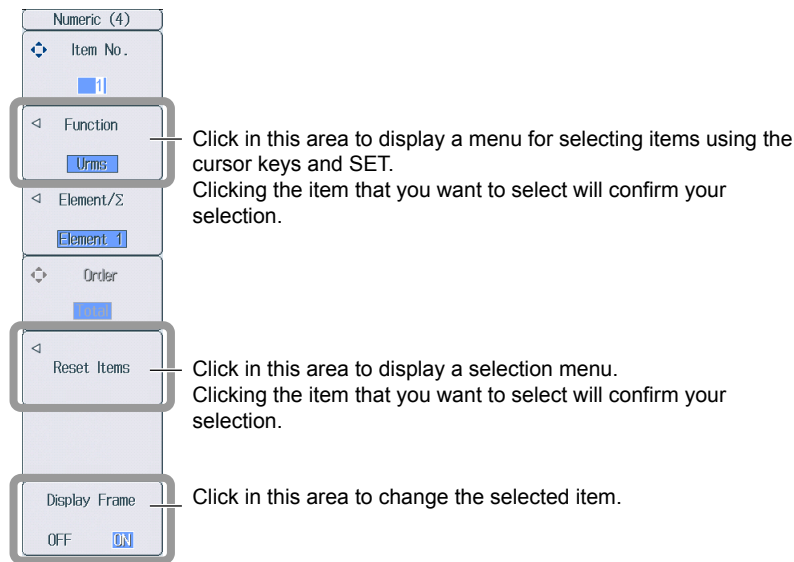 Numeric (4)
Item No.
1
Function
Urms
Click in this area to display a menu for selecting items using the
cursor keys and SET.
Clicking the item that you want to select will confirm your
selection.
Element/Σ
Element 1
Order
Total
Reset Items
Click in this area to display a selection menu.
Clicking the item that you want to select will confirm your
selection.
Display Frame
OFF ON
Click in this area to change the selected item.